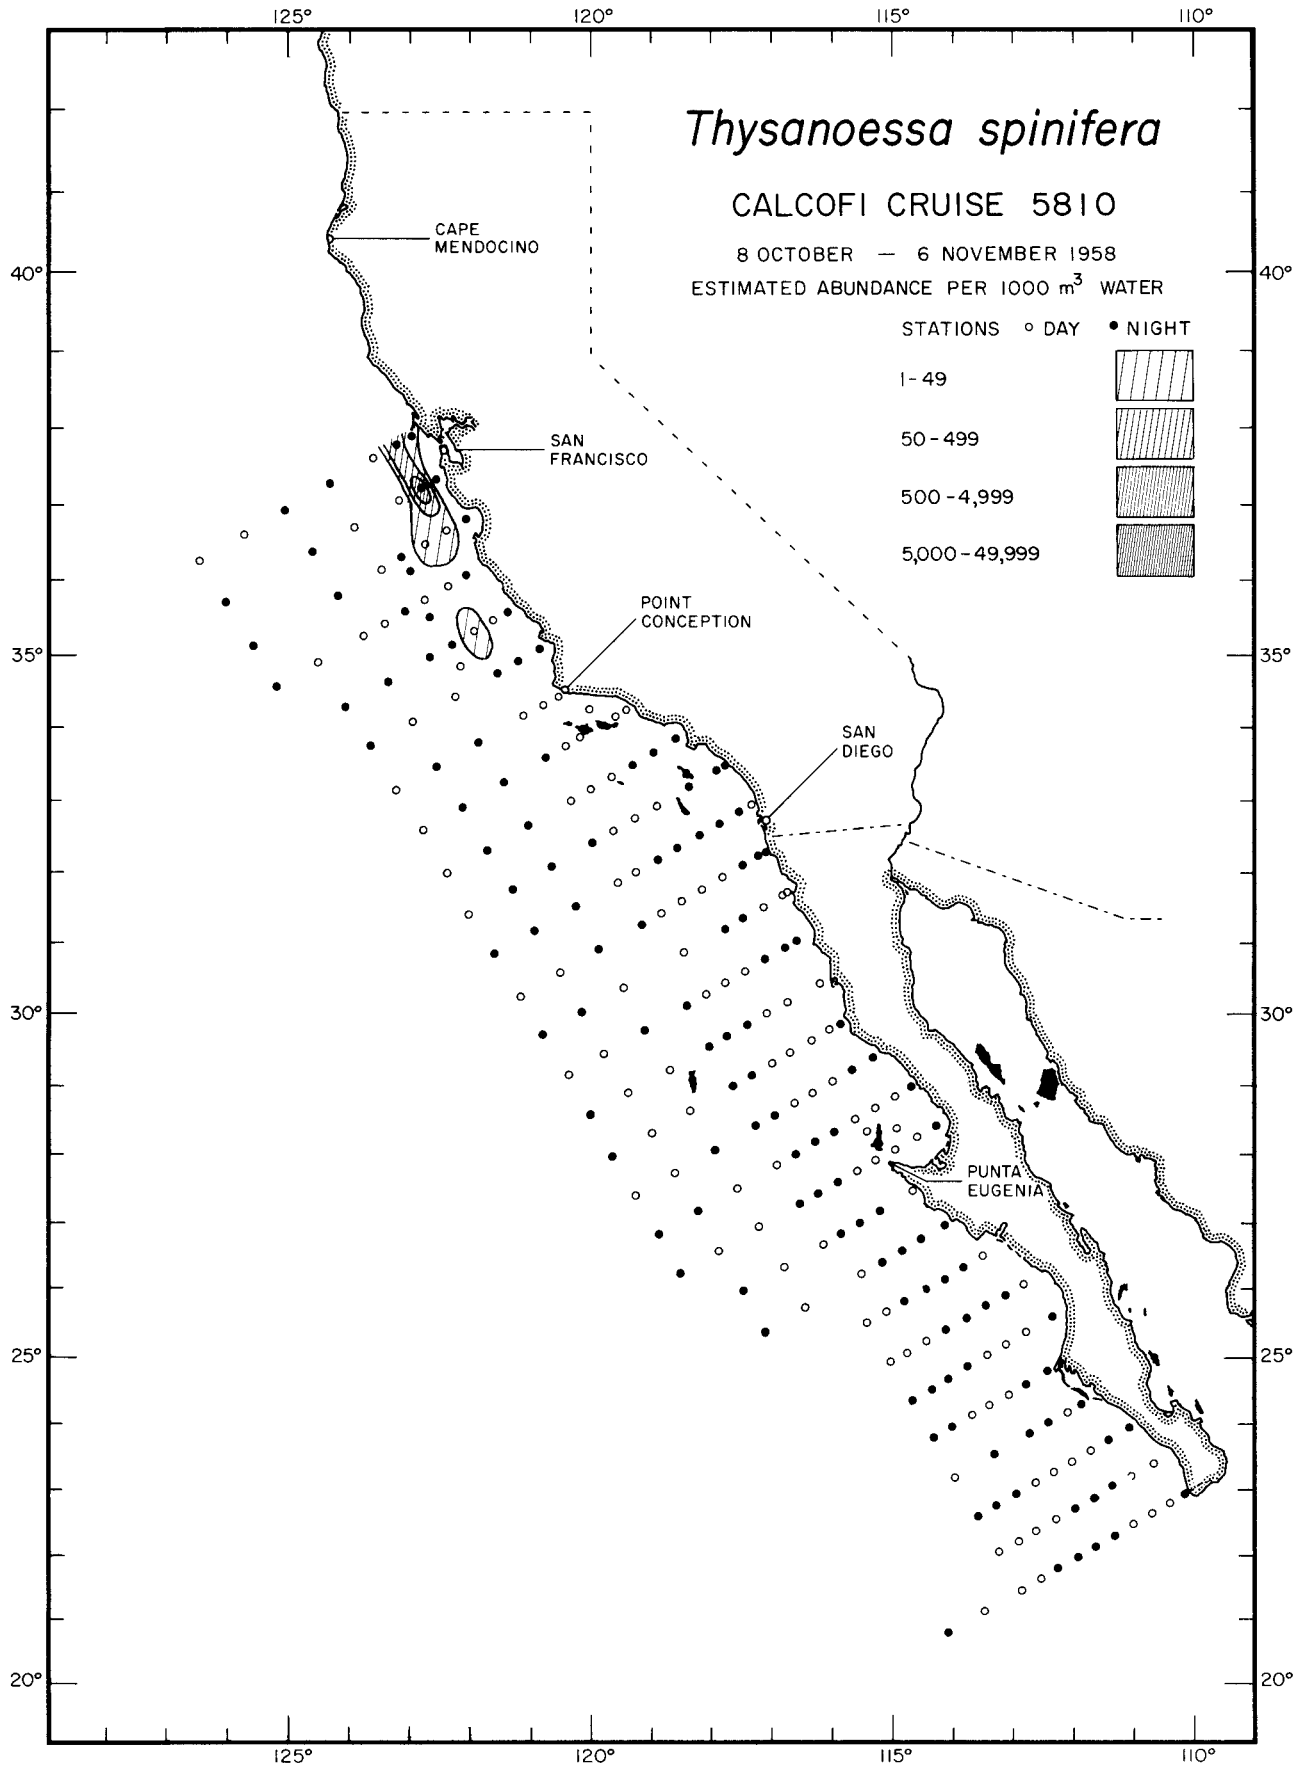 125° 120° 115° 110°
Thysanoessa spinifera
CALCOFI CRUISE 5810
8 OCTOBER — 6 NOVEMBER 1958
ESTIMATED ABUNDANCE PER 1000 m³ WATER
STATIONS ○ DAY ● NIGHT
1-49
50-499
500-4,999
5,000-49,999
CAPE
MENDOCINO
40° 40°
SAN
FRANCISCO
POINT
CONCEPTION
35° 35°
SAN
DIEGO
30° 30°
PUNTA
EUGENIA
25° 25°
20° 20°
125° 120° 115° 110°